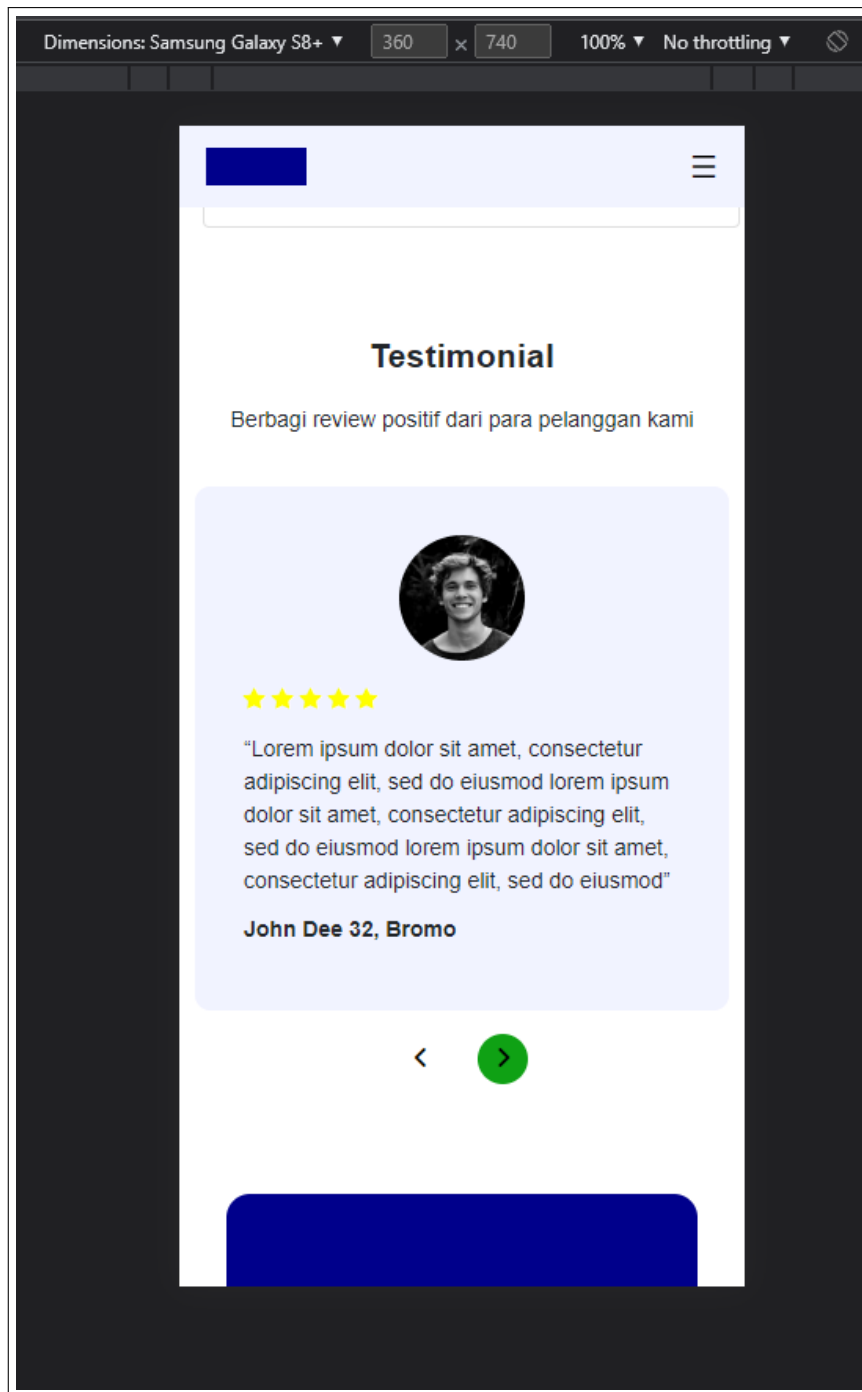 Dimensions: Samsung Galaxy S8+ ▼ 360 × 740 100% ▼ No throttling ▼
Testimonial
Berbagi review positif dari para pelanggan kami
“Lorem ipsum dolor sit amet, consectetur
adipiscing elit, sed do eiusmod lorem ipsum
dolor sit amet, consectetur adipiscing elit,
sed do eiusmod lorem ipsum dolor sit amet,
consectetur adipiscing elit, sed do eiusmod”
John Dee 32, Bromo